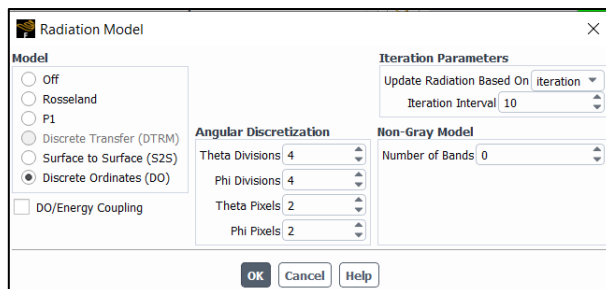 Radiation Model
Model
Off
Rosseland
P1
Discrete Transfer (DTRM)
Surface to Surface (S2S)
Discrete Ordinates (DO)
DO/Energy Coupling
Iteration Parameters
Update Radiation Based On iteration
Iteration Interval 10
Angular Discretization
Theta Divisions 4
Phi Divisions 4
Theta Pixels 2
Phi Pixels 2
Non-Gray Model
Number of Bands 0
OK Cancel Help